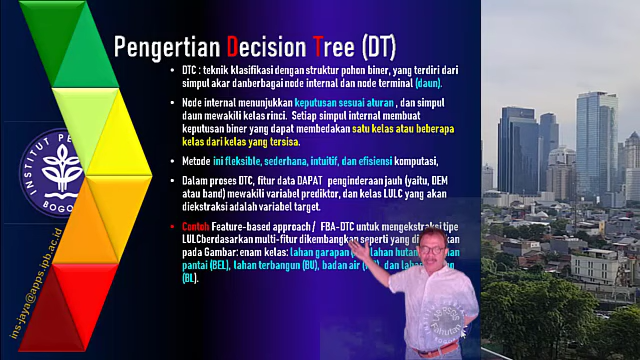 Pengertian Decision Tree (DT)
• DTC : teknik klasifikasi dengan struktur pohon biner, yang terdiri dari
simpul akar danberbagai node internal dan node terminal (daun).
• Node internal menunjukkan keputusan sesuai aturan , dan simpul
daun mewakili kelas rinci. Setiap simpul internal membuat
keputusan biner yang dapat membedakan satu kelas atau beberapa
kelas dari kelas yang tersisa.
• Metode ini fleksible, sederhana, intuitif, dan efisiensi komputasi,
• Dalam proses DTC, fitur data DAPAT penginderaan jauh (yaitu, DEM
atau band) mewakili variabel prediktor, dan kelas LULC yang akan
diekstraksi adalah variabel target.
• Contoh Feature-based approach / FBA-DTC untuk mengekstraksi tipe
LULCberdasarkan multi-fitur dikembangkan seperti yang
pada Gambar: enam kelas: lahan garapan lahan hutan
pantai (BEL), lahan terbangun (BU), badan air dan
(BL).
INSTITUT
BOGOR
ins-jaya@apps.ipb.ac.id